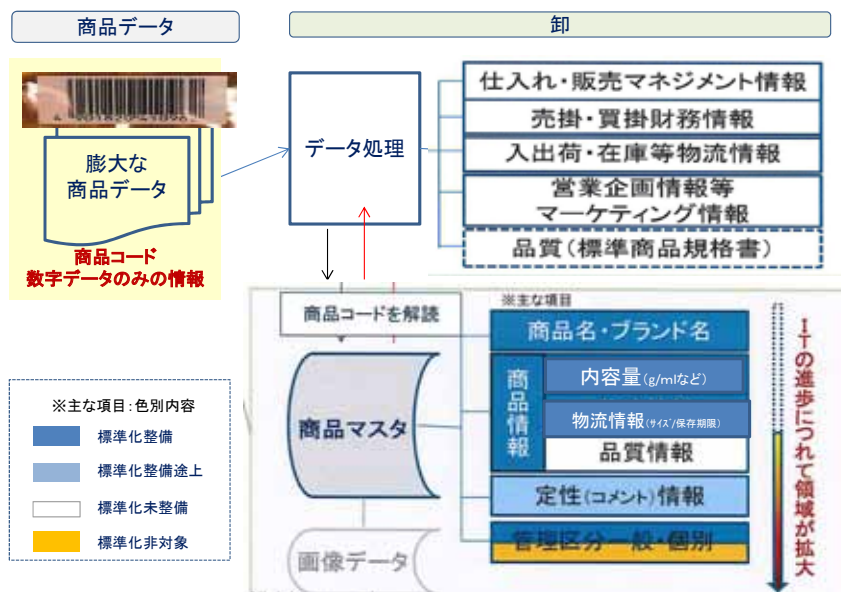 商品データ
卸
膨大な
商品データ
商品コード
数字データのみの情報
データ処理
仕入れ・販売マネジメント情報
売掛・買掛財務情報
入出荷・在庫等物流情報
営業企画情報等
マーケティング情報
品質(標準商品規格書)
商品コードを解読
商品マスタ
画像データ
※主な項目
商品名・ブランド名
商品情報
内容量(g/mlなど)
物流情報(サイズ/保存期限)
品質情報
定性(コメント)情報
管理区分一般・個別
ITの進歩につれて領域が拡大
※主な項目:色別内容
標準化整備
標準化整備途上
標準化未整備
標準化非対象